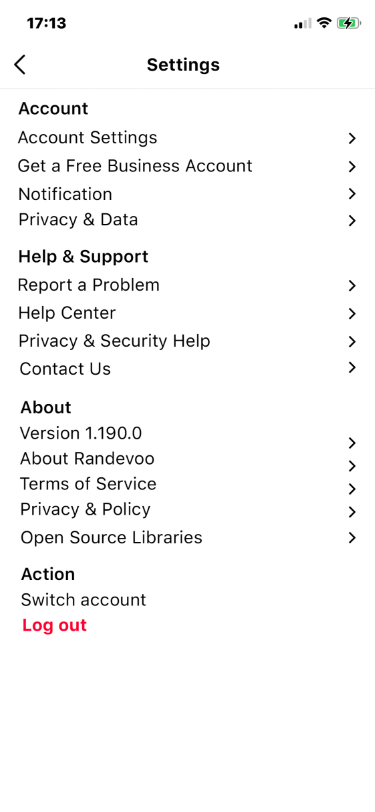 17:13
Settings
Account
Account Settings
Get a Free Business Account
Notification
Privacy & Data
Help & Support
Report a Problem
Help Center
Privacy & Security Help
Contact Us
About
Version 1.190.0
About Randevoo
Terms of Service
Privacy & Policy
Open Source Libraries
Action
Switch account
Log out